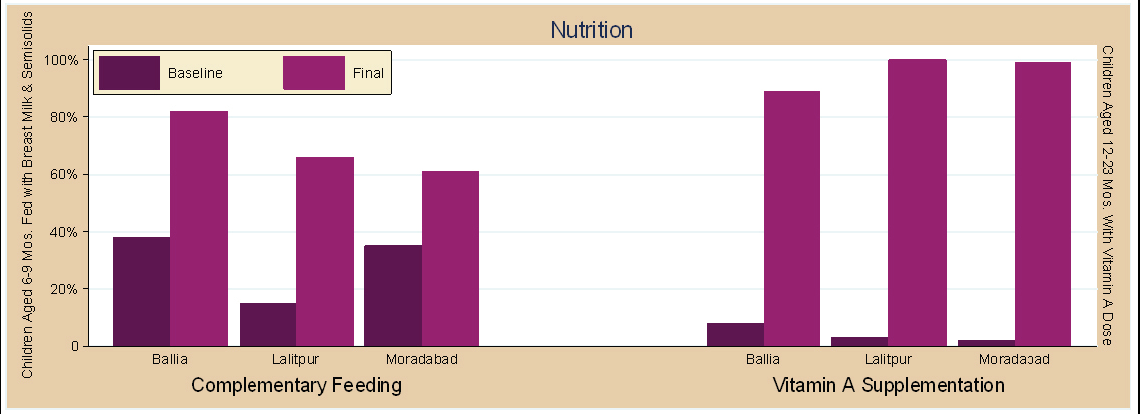 Nutrition
Children Aged 6-9 Mos. Fed with Breast Milk & Semisolids
100%
80%
60%
40%
20%
0
Baseline Final
Ballia Lalitpur Moradabad
Complementary Feeding
Ballia Lalitpur Moradabad
Vitamin A Supplementation
Children Aged 12-23 Mos. With Vitamin A Dose